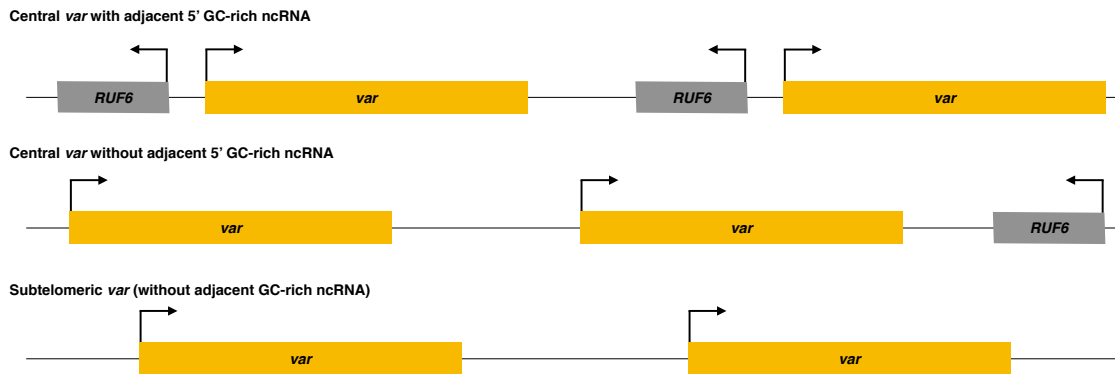 Central var with adjacent 5’ GC-rich ncRNA
RUF6 var RUF6 var
Central var without adjacent 5’ GC-rich ncRNA
var var RUF6
Subtelomeric var (without adjacent GC-rich ncRNA)
var var